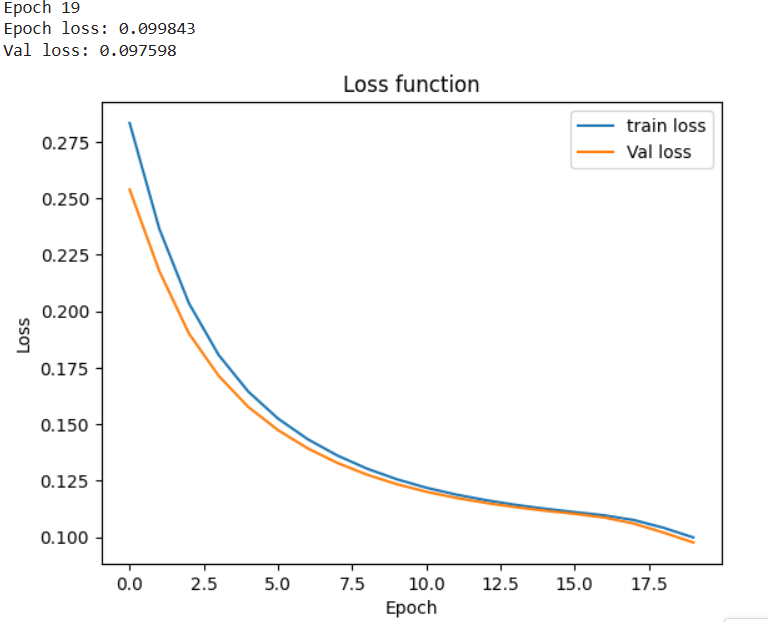 Epoch 19
Epoch loss: 0.099843
Val loss: 0.097598
Loss function
train loss
Val loss
0.275
0.250
0.225
0.200
0.175
0.150
0.125
0.100
Loss
0.0 2.5 5.0 7.5 10.0 12.5 15.0 17.5
Epoch